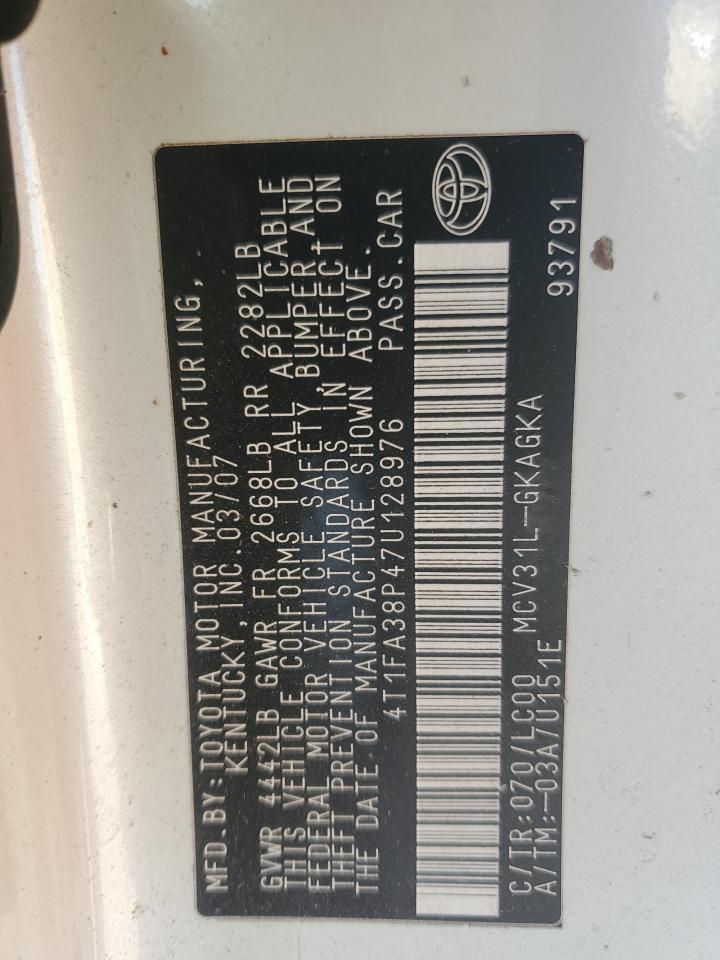 MFD.BY:TOYOTA MOTOR MANUFACTURING,
KENTUCKY, INC.03/07
GVWR 4442LB GAWR FR 2668LB RR 2282LB
THIS VEHICLE CONFORMS TO ALL APPLICABLE
FEDERAL MOTOR VEHICLE SAFETY, BUMPER, AND
THEFT PREVENTION STANDARDS IN EFFECT ON
THE DATE OF MANUFACTURE SHOWN ABOVE.
4T1FA38P47U128976 PASS.CAR
C/TR:070/LC00 MCV31L-GKAGKA
A/TM:-03A/U151E 93791